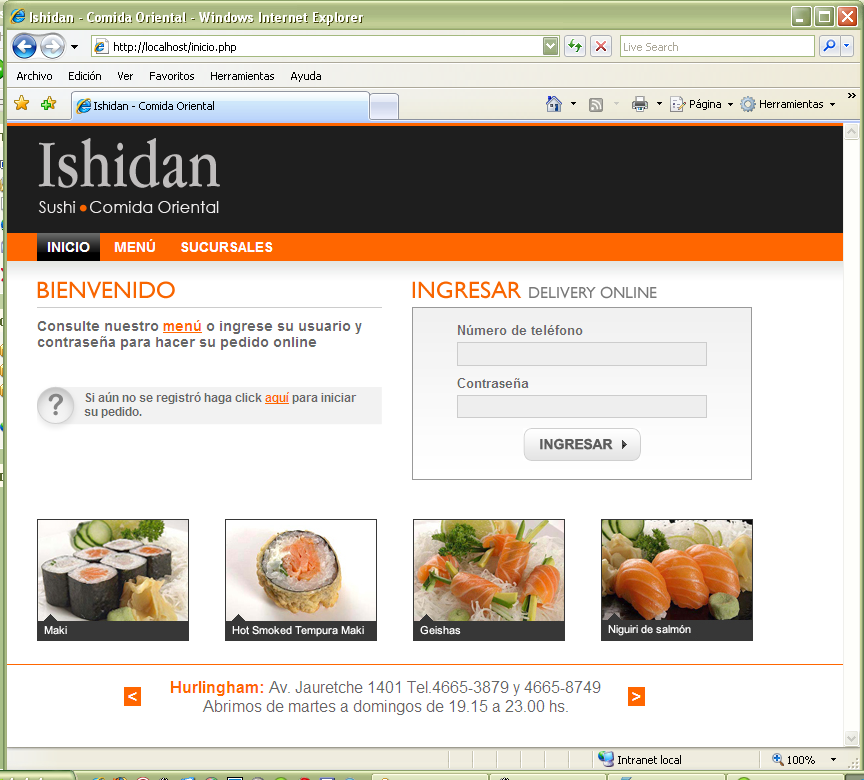 Ishidan - Comida Oriental - Windows Internet Explorer
http://localhost/inicio.php
Live Search
Archivo Edición Ver Favoritos Herramientas Ayuda
Ishidan - Comida Oriental
Página
Herramientas
Ishidan
Sushi • Comida Oriental
INICIO MENÚ SUCURSALES
BIENVENIDO
Consulte nuestro menú o ingrese su usuario y
contraseña para hacer su pedido online
?
Si aún no se registró haga click aquí para iniciar
su pedido.
INGRESAR DELIVERY ONLINE
Número de teléfono
Contraseña
INGRESAR
Maki
Hot Smoked Tempura Maki
Geishas
Niguiri de salmón
<
Hurlingham: Av. Jauretche 1401 Tel.4665-3879 y 4665-8749
Abrimos de martes a domingos de 19.15 a 23.00 hs.
>
Intranet local
100%